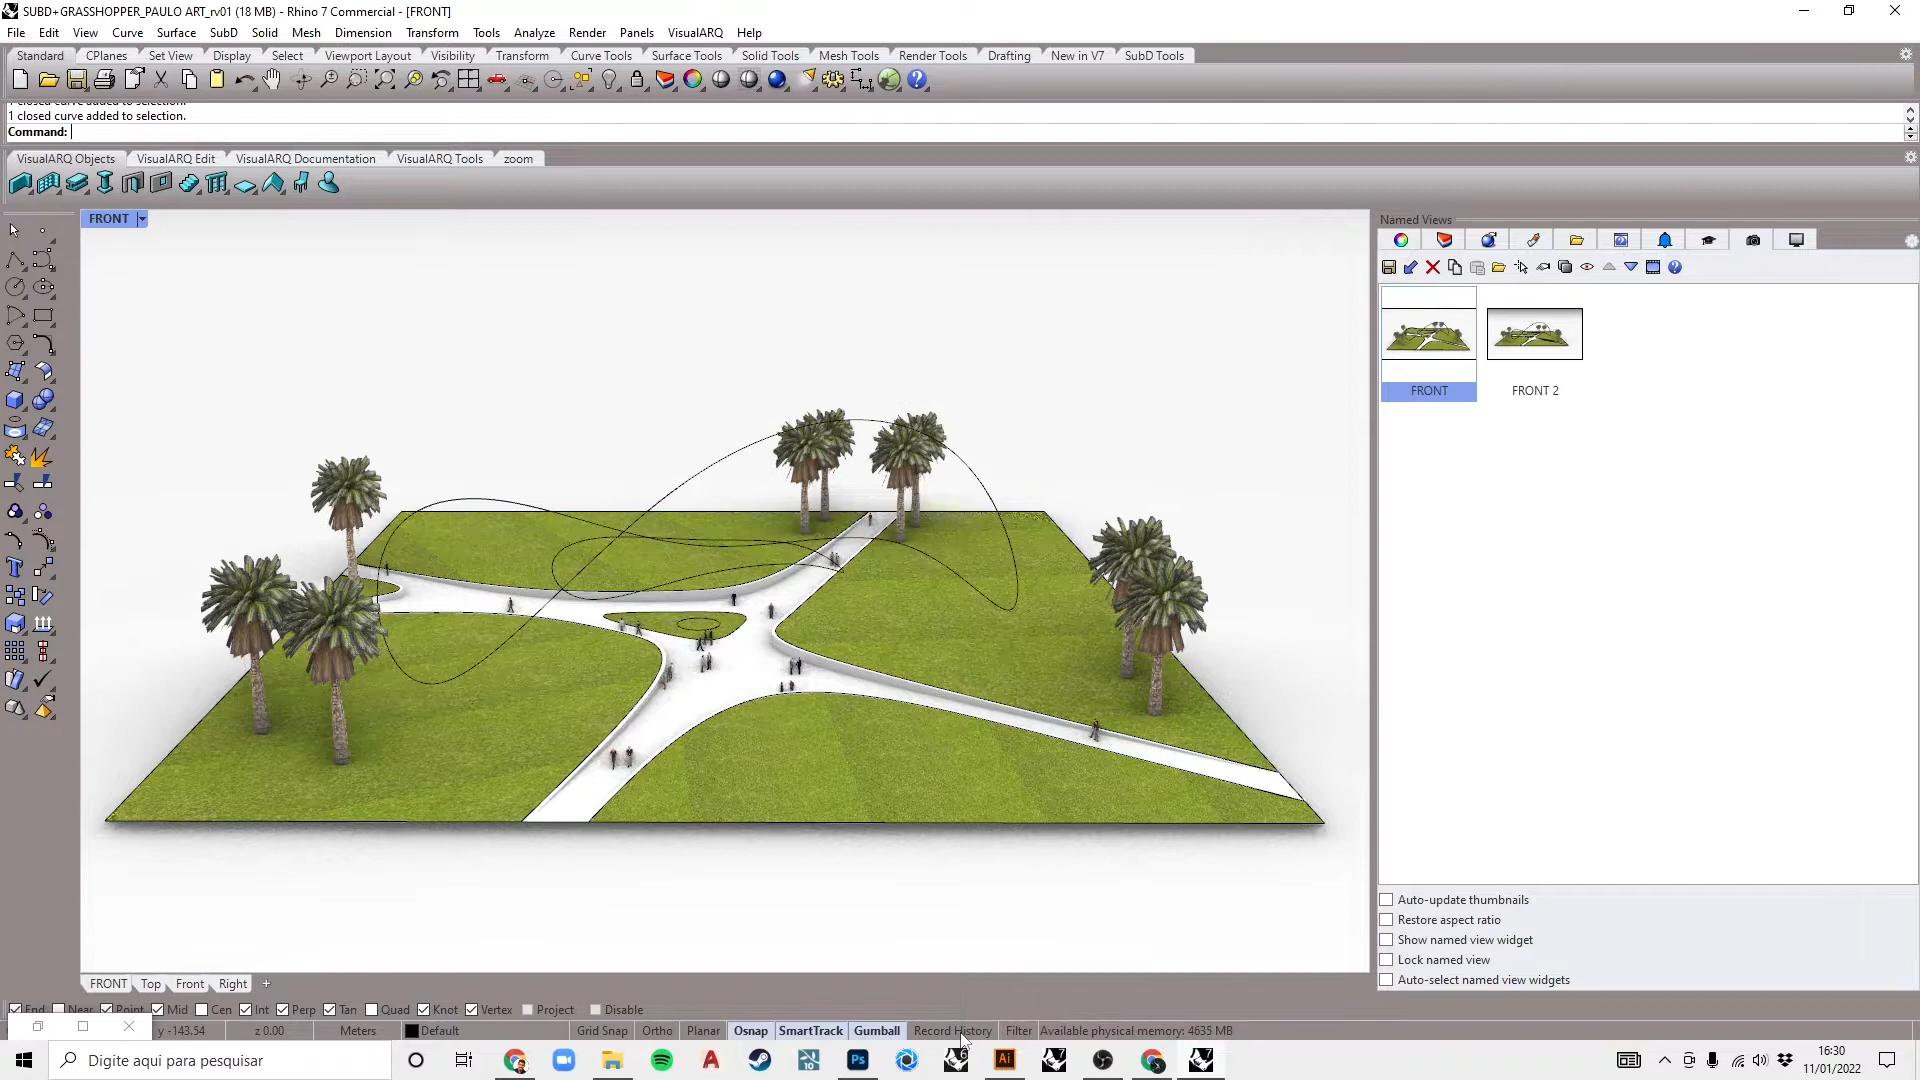 SUBD+GRASSHOPPER_PAULO ART_rv01 (18 MB) - Rhino 7 Commercial - [FRONT]
File Edit View Curve Surface SubD Solid Mesh Dimension Transform Tools Analyze Render Panels VisualARQ Help
Standard CPlanes Set View Display Select Viewport Layout Visibility Transform Curve Tools Surface Tools Solid Tools Mesh Tools Render Tools Drafting New in V7 SubD Tools
1 closed curve added to selection.
1 closed curve added to selection.
Command:
VisualARQ Objects VisualARQ Edit VisualARQ Documentation VisualARQ Tools zoom
FRONT
Named Views
FRONT FRONT 2
Auto-update thumbnails
Restore aspect ratio
Show named view widget
Lock named view
Auto-select named view widgets
FRONT Top Front Right
End Near Point Mid Cen Int Perp Tan Quad Knot Vertex Project Disable
y -143.54 z 0.00 Meters Default Grid Snap Ortho Planar Osnap SmartTrack Gumball Record History Filter Available physical memory: 4635 MB
Digite aqui para pesquisar
16:30
11/01/2022